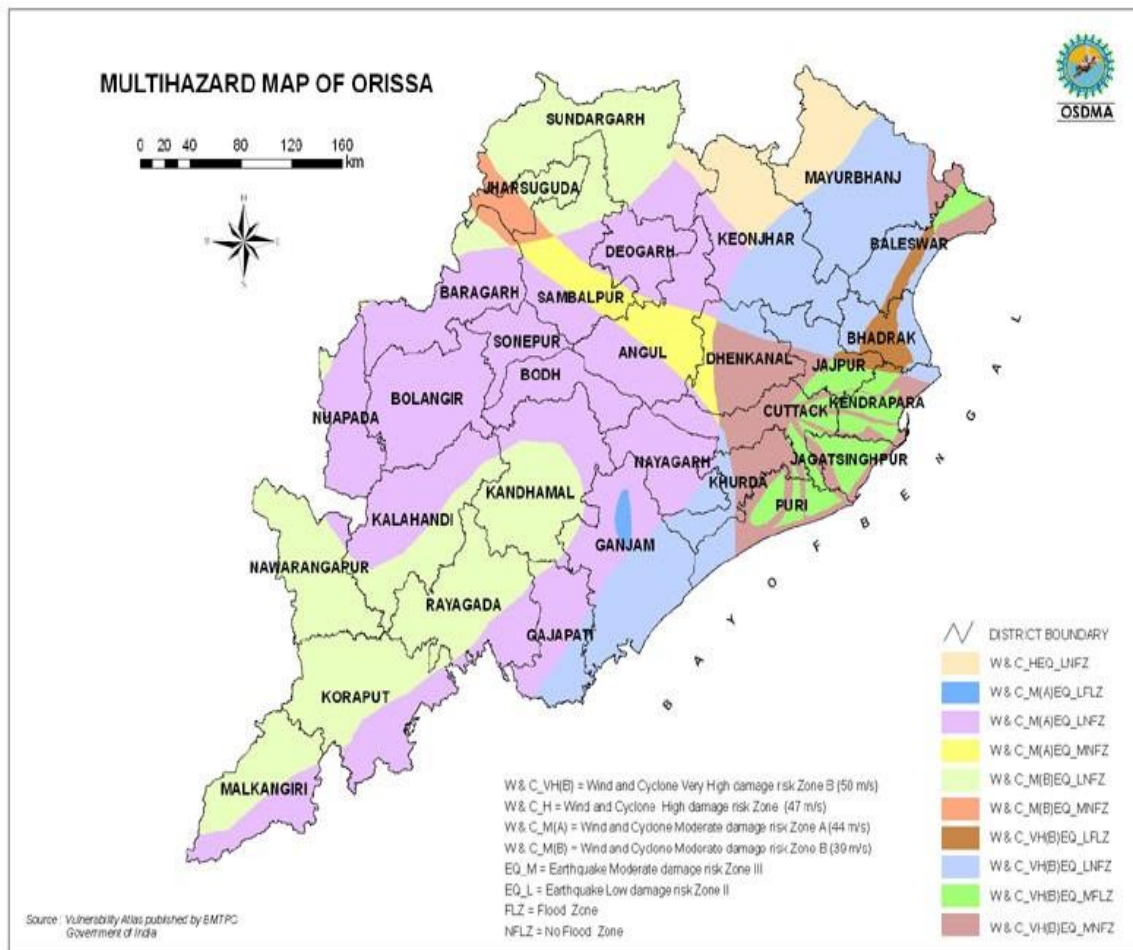 MULTIHAZARD MAP OF ORISSA
0 20 40 80 120 160
km
N
OSDMA
SUNDARGARH
JHARSUGUDA
MAYURBHANJ
KEONJHAR
DEOGARH
BALESWAR
BARAGARH
SAMBALPUR
SONEPUR
ANGUL
DHENKANAL
BHADRAK
JAJPUR
BODH
BOLANGIR
NUAPADA
CUTTACK
KENDRAPARA
JAGATSINGHPUR
NAYAGARH
KHURDA
PURI
KANDHAMAL
KALAHANDI
GANJAM
NAWARANGAPUR
RAYAGADA
GAJAPATI
KORAPUT
MALKANGIRI
BAY OF BENGAL
DISTRICT BOUNDARY
W & C_HEQ_LNFZ
W & C_M(A)EQ_LFLZ
W & C_M(A)EQ_LNFZ
W & C_M(A)EQ_MNFZ
W & C_M(B)EQ_LNFZ
W & C_M(B)EQ_MNFZ
W & C_VH(B)EQ_LFLZ
W & C_VH(B)EQ_LNFZ
W & C_VH(B)EQ_MFLZ
W & C_VH(B)EQ_MNFZ
W & C_VH(B) = Wind and Cyclone Very High damage risk Zone B (50 m/s)
W & C_H = Wind and Cyclone High damage risk Zone (47 m/s)
W & C_M(A) = Wind and Cyclone Moderate damage risk Zone A (44 m/s)
W & C_M(B) = Wind and Cyclone Moderate damage risk Zone B (39 m/s)
EQ_M = Earthquake Moderate damage risk Zone III
EQ_L = Earthquake Low damage risk Zone II
FLZ = Flood Zone
NFLZ = No Flood Zone
Source : Vulnerability Atlas published by BMTPC
Government of India